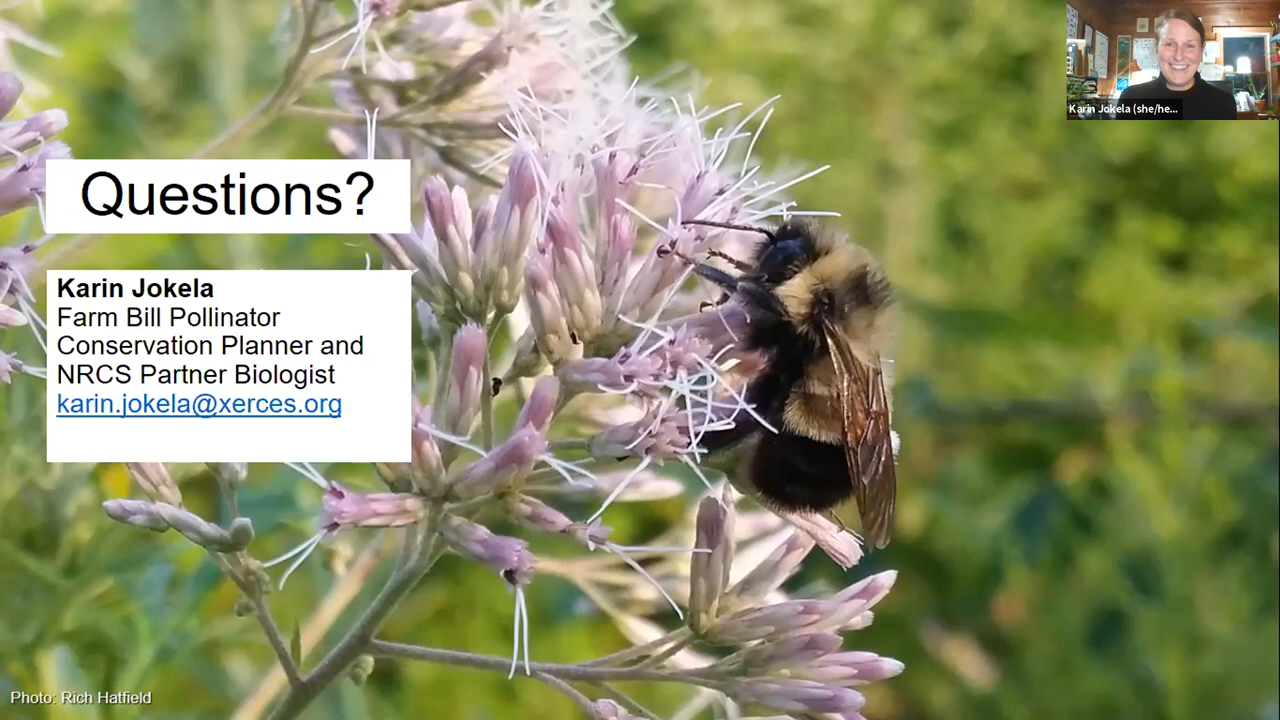 Karin Jokela (she/he...
Questions?
Karin Jokela
Farm Bill Pollinator
Conservation Planner and
NRCS Partner Biologist
karin.jokela@xerces.org
Photo: Rich Hatfield